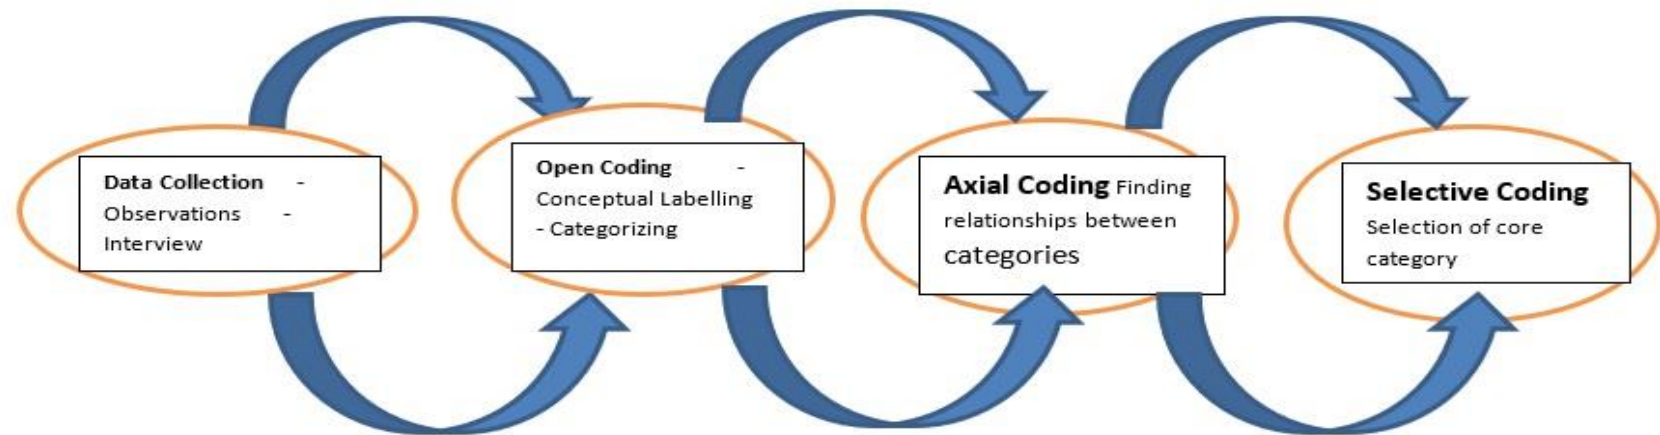 Data Collection -
Observations -
Interview
Open Coding -
Conceptual Labelling
- Categorizing
Axial Coding Finding
relationships between
categories
Selective Coding
Selection of core
category